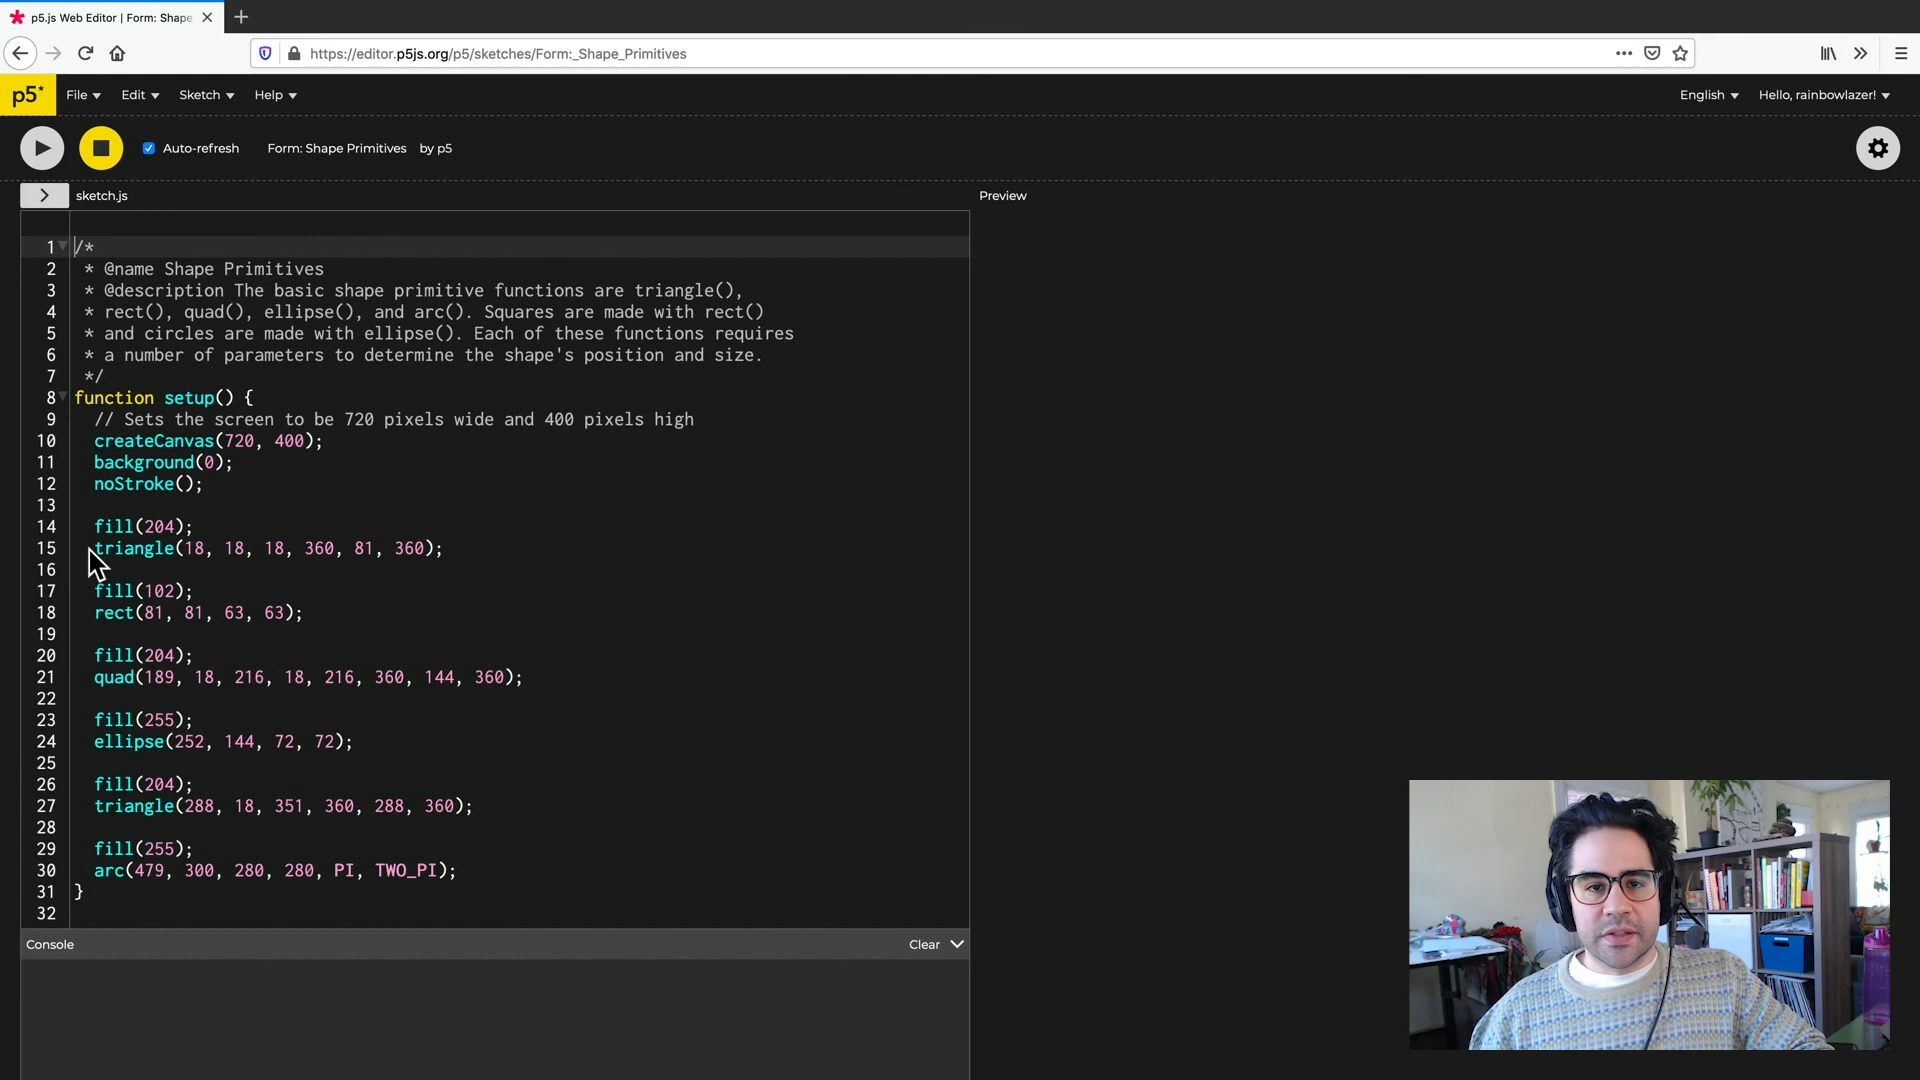 p5.js Web Editor | Form: Shape
https://editor.p5js.org/p5/sketches/Form:_Shape_Primitives
p5* File Edit Sketch Help English Hello, rainbowlazer!
Auto-refresh Form: Shape Primitives by p5
sketch.js Preview
1 /*
2  * @name Shape Primitives
3  * @description The basic shape primitive functions are triangle(),
4  * rect(), quad(), ellipse(), and arc(). Squares are made with rect()
5  * and circles are made with ellipse(). Each of these functions requires
6  * a number of parameters to determine the shape's position and size.
7  */
8 function setup() {
9   // Sets the screen to be 720 pixels wide and 400 pixels high
10   createCanvas(720, 400);
11   background(0);
12   noStroke();
13
14   fill(204);
15   triangle(18, 18, 18, 360, 81, 360);
16
17   fill(102);
18   rect(81, 81, 63, 63);
19
20   fill(204);
21   quad(189, 18, 216, 18, 216, 360, 144, 360);
22
23   fill(255);
24   ellipse(252, 144, 72, 72);
25
26   fill(204);
27   triangle(288, 18, 351, 360, 288, 360);
28
29   fill(255);
30   arc(479, 300, 280, 280, PI, TWO_PI);
31 }
32
Console Clear